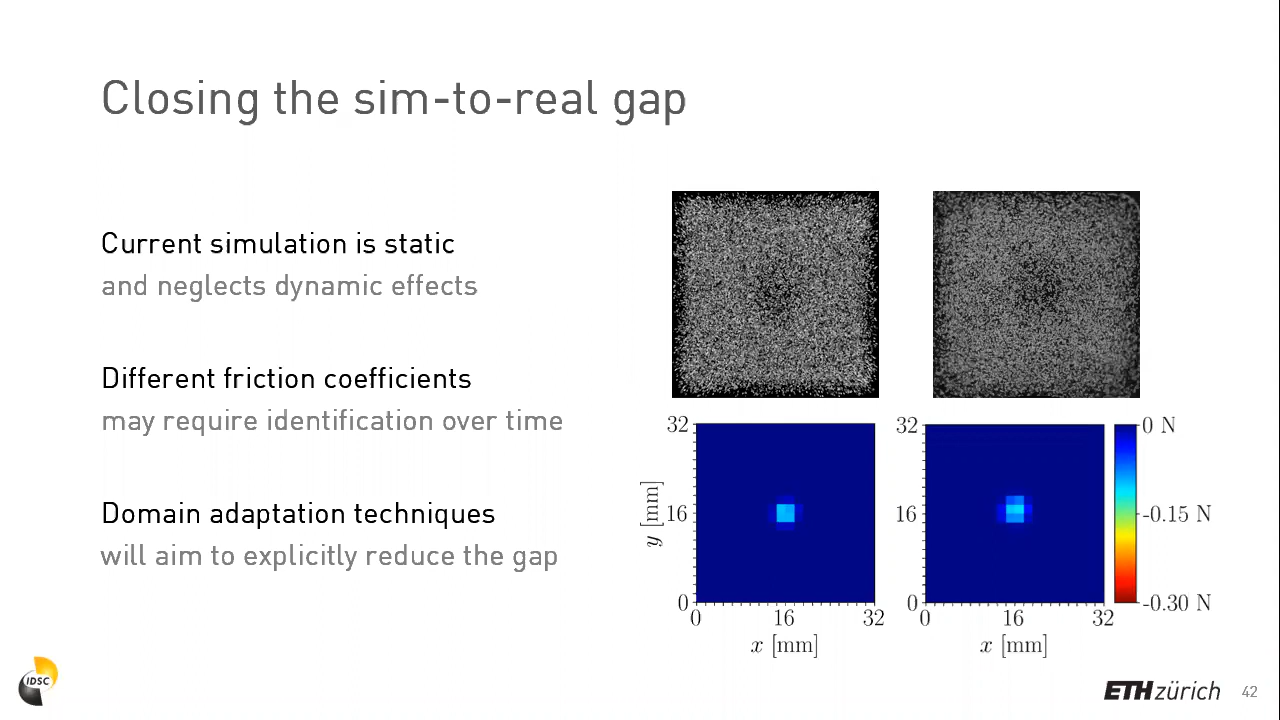 Closing the sim-to-real gap
Current simulation is static
and neglects dynamic effects
Different friction coefficients
may require identification over time
Domain adaptation techniques
will aim to explicitly reduce the gap
32
16
0
y [mm]
0 16 32
x [mm]
32
16
0
0 16 32
x [mm]
0 N
-0.15 N
-0.30 N
IDSC
ETH zürich
42